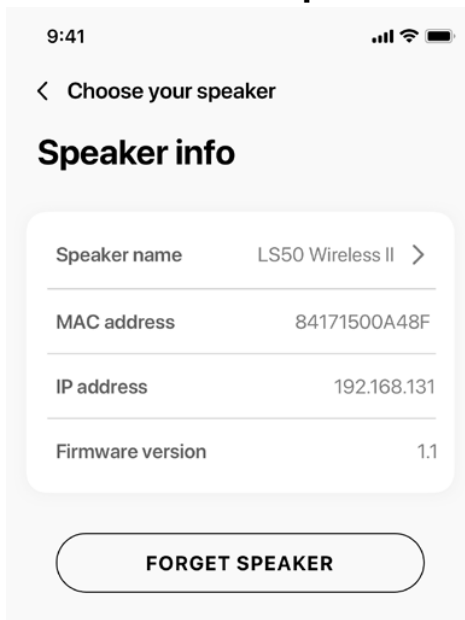 9:41
Choose your speaker
Speaker info
Speaker name LS50 Wireless II
MAC address 84171500A48F
IP address 192.168.131
Firmware version 1.1
FORGET SPEAKER